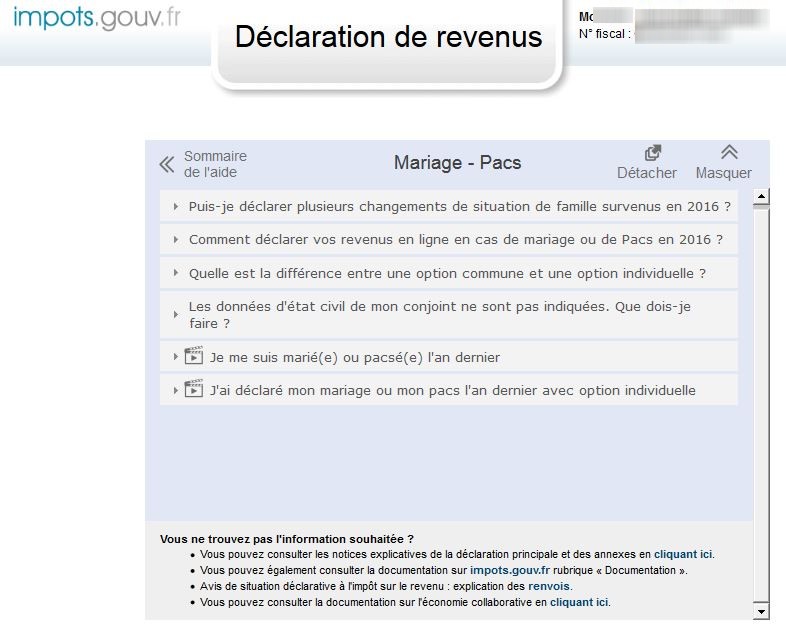 impots.gouv.fr
Déclaration de revenus
N° fiscal :
Sommaire
de l'aide
Mariage - Pacs
Détacher
Masquer
Puis-je déclarer plusieurs changements de situation de famille survenus en 2016 ?
Comment déclarer vos revenus en ligne en cas de mariage ou de Pacs en 2016 ?
Quelle est la différence entre une option commune et une option individuelle ?
Les données d'état civil de mon conjoint ne sont pas indiquées. Que dois-je
faire ?
Je me suis marié(e) ou pacsé(e) l'an dernier
J'ai déclaré mon mariage ou mon pacs l'an dernier avec option individuelle
Vous ne trouvez pas l'information souhaitée ?
Vous pouvez consulter les notices explicatives de la déclaration principale et des annexes en cliquant ici.
Vous pouvez également consulter la documentation sur impots.gouv.fr rubrique « Documentation ».
Avis de situation déclarative à l'impôt sur le revenu : explication des renvois.
Vous pouvez consulter la documentation sur l'économie collaborative en cliquant ici.